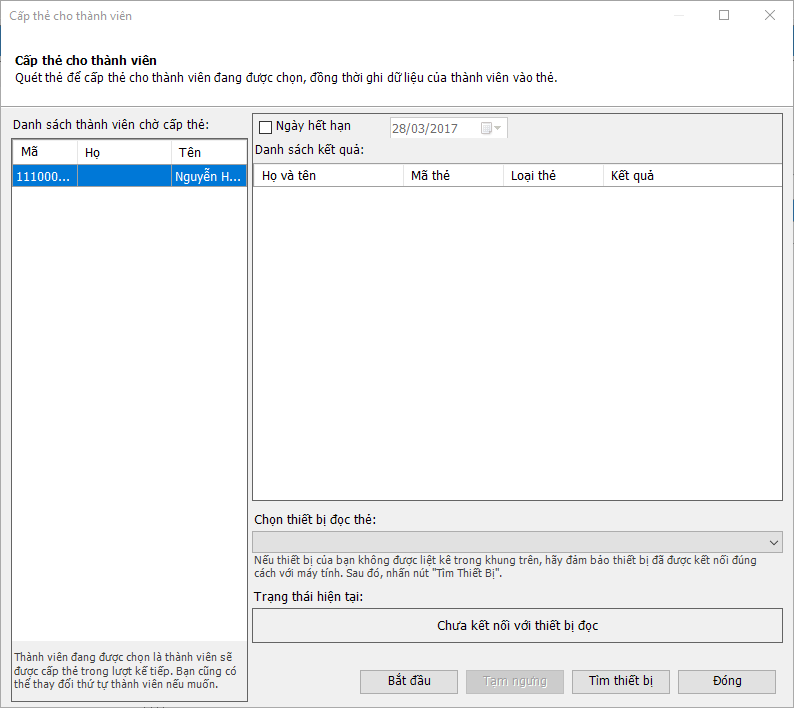 Cấp thẻ cho thành viên
Cấp thẻ cho thành viên
Quét thẻ để cấp thẻ cho thành viên đang được chọn, đồng thời ghi dữ liệu của thành viên vào thẻ.
Danh sách thành viên chờ cấp thẻ:
Mã Họ Tên
111000... Nguyễn H...
Thành viên đang được chọn là thành viên sẽ
được cấp thẻ trong lượt kế tiếp. Bạn cũng có
thể thay đổi thứ tự thành viên nếu muốn.
Ngày hết hạn 28/03/2017
Danh sách kết quả:
Họ và tên Mã thẻ Loại thẻ Kết quả
Chọn thiết bị đọc thẻ:
Nếu thiết bị của bạn không được liệt kê trong khung trên, hãy đảm bảo thiết bị đã được kết nối đúng
cách với máy tính. Sau đó, nhấn nút "Tìm Thiết Bị".
Trạng thái hiện tại:
Chưa kết nối với thiết bị đọc
Bắt đầu Tạm ngưng Tìm thiết bị Đóng